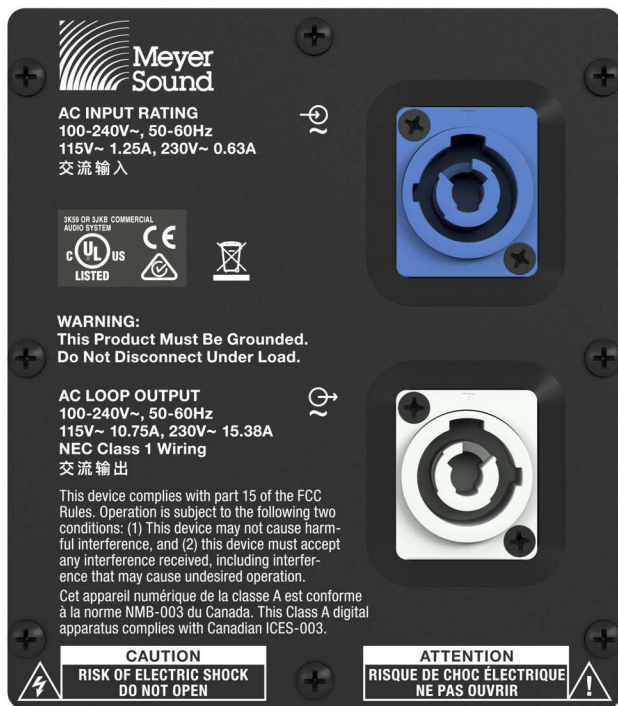 Meyer
Sound
AC INPUT RATING
100-240V~, 50-60Hz
115V~ 1.25A, 230V~ 0.63A
交流输入
3K59 OR 3JKB COMMERCIAL
AUDIO SYSTEM
C UL US CE
LISTED
WARNING:
This Product Must Be Grounded.
Do Not Disconnect Under Load.
AC LOOP OUTPUT
100-240V~, 50-60Hz
115V~ 10.75A, 230V~ 15.38A
NEC Class 1 Wiring
交流输出
This device complies with part 15 of the FCC
Rules. Operation is subject to the following two
conditions: (1) This device may not cause harm-
ful interference, and (2) this device must accept
any interference received, including interfer-
ence that may cause undesired operation.
Cet appareil numérique de la classe A est conforme
à la norme NMB-003 du Canada. This Class A digital
apparatus complies with Canadian ICES-003.
CAUTION
RISK OF ELECTRIC SHOCK
DO NOT OPEN
ATTENTION
RISQUE DE CHOC ÉLECTRIQUE
NE PAS OUVRIR